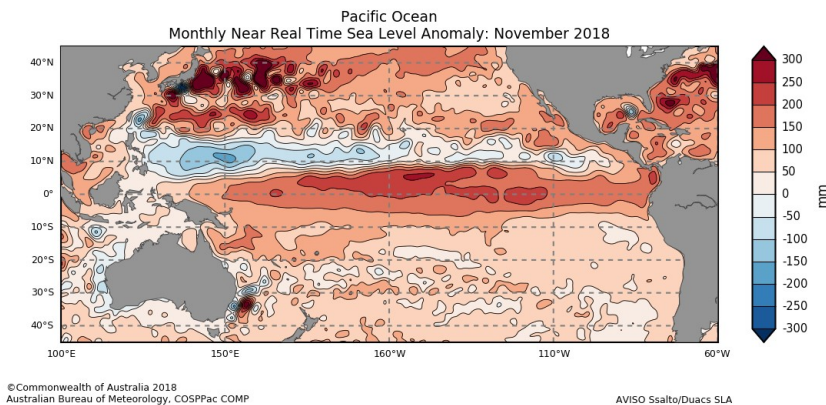 Pacific Ocean
Monthly Near Real Time Sea Level Anomaly: November 2018
40°N
30°N
20°N
10°N
0°
10°S
20°S
30°S
40°S
100°E
150°E
160°W
110°W
60°W
300
250
200
150
100
50
0
-50
-100
-150
-200
-250
-300
mm
©Commonwealth of Australia 2018
Australian Bureau of Meteorology, COSPPac COMP
AVISO Ssalto/Duacs SLA